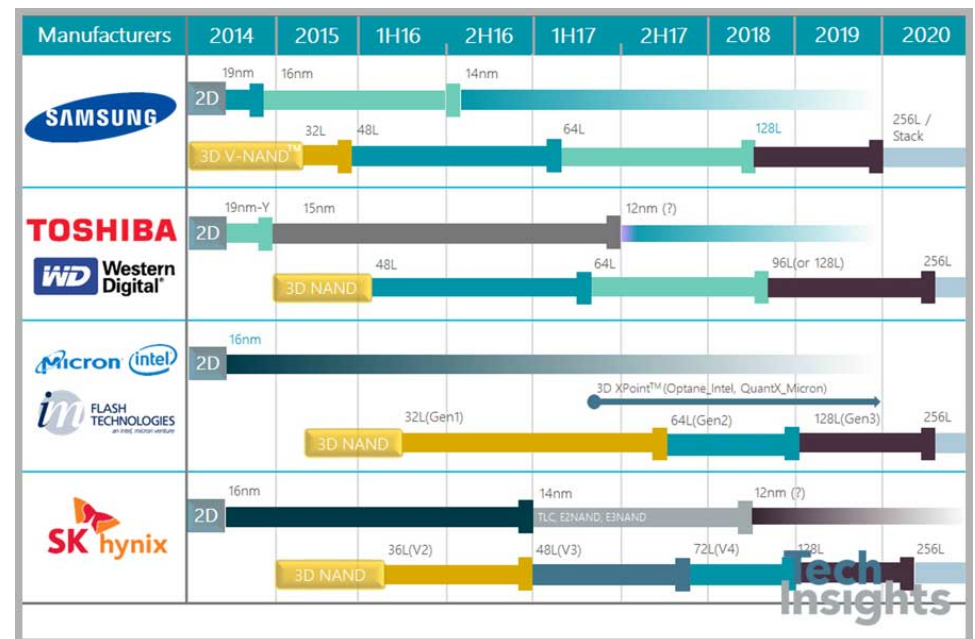 Manufacturers 2014 2015 1H16 2H16 1H17 2H17 2018 2019 2020
SAMSUNG
19nm 16nm 14nm
2D
32L 48L 64L 128L 256L /
Stack
3D V-NAND™
TOSHIBA
WD Western
Digital®
19nm-Y 15nm 12nm (?)
2D
48L 64L 96L(or 128L) 256L
3D NAND
Micron intel
im FLASH
TECHNOLOGIES
an intel, micron venture
16nm
2D
3D XPoint™ (Optane_Intel, QuantX_Micron)
32L(Gen1) 64L(Gen2) 128L(Gen3) 256L
3D NAND
SK hynix
16nm 14nm 12nm (?)
2D
TLC, E2NAND, E3NAND
36L(V2) 48L(V3) 72L(V4) 128L 256L
3D NAND
Tech
Insights